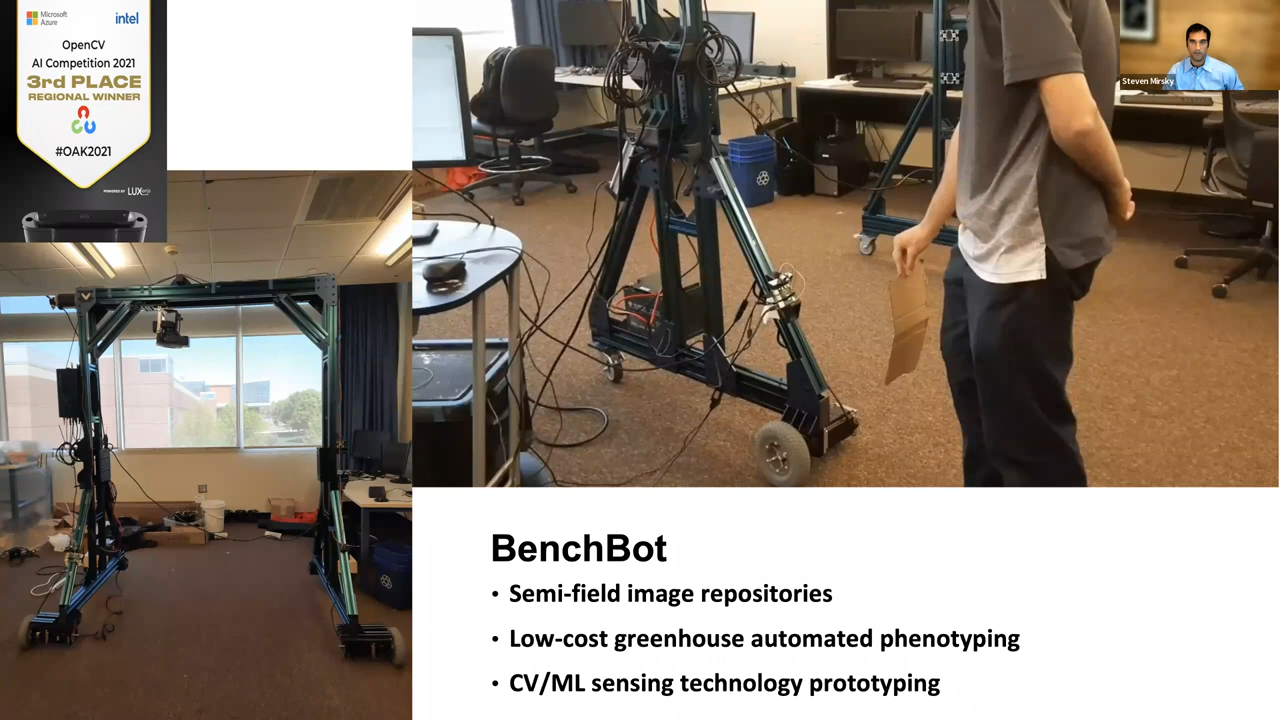 Microsoft
Azure
intel
OpenCV
AI Competition 2021
3rd PLACE
REGIONAL WINNER
#OAK2021
POWERED BY LUXonis
Steven Mirsky
BenchBot
• Semi-field image repositories
• Low-cost greenhouse automated phenotyping
• CV/ML sensing technology prototyping